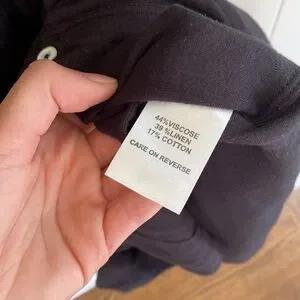 44%VISCOSE
39%LINEN
17% COTTON
CARE ON REVERSE